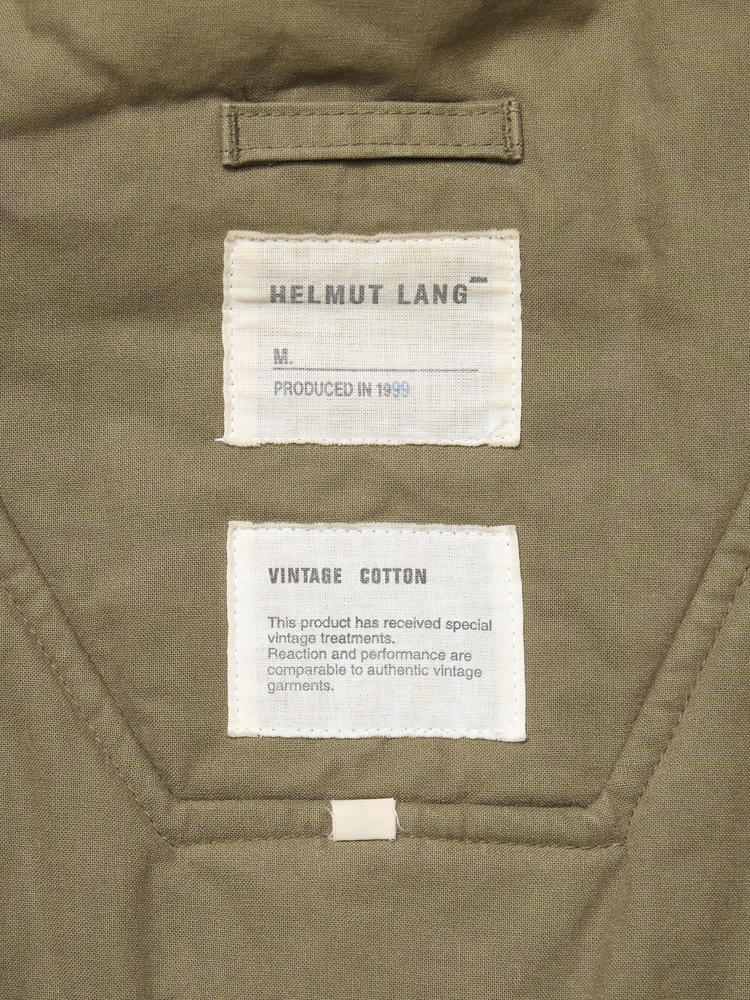 HELMUT LANG JEANS
M.
PRODUCED IN 1999
VINTAGE COTTON
This product has received special
vintage treatments.
Reaction and performance are
comparable to authentic vintage
garments.